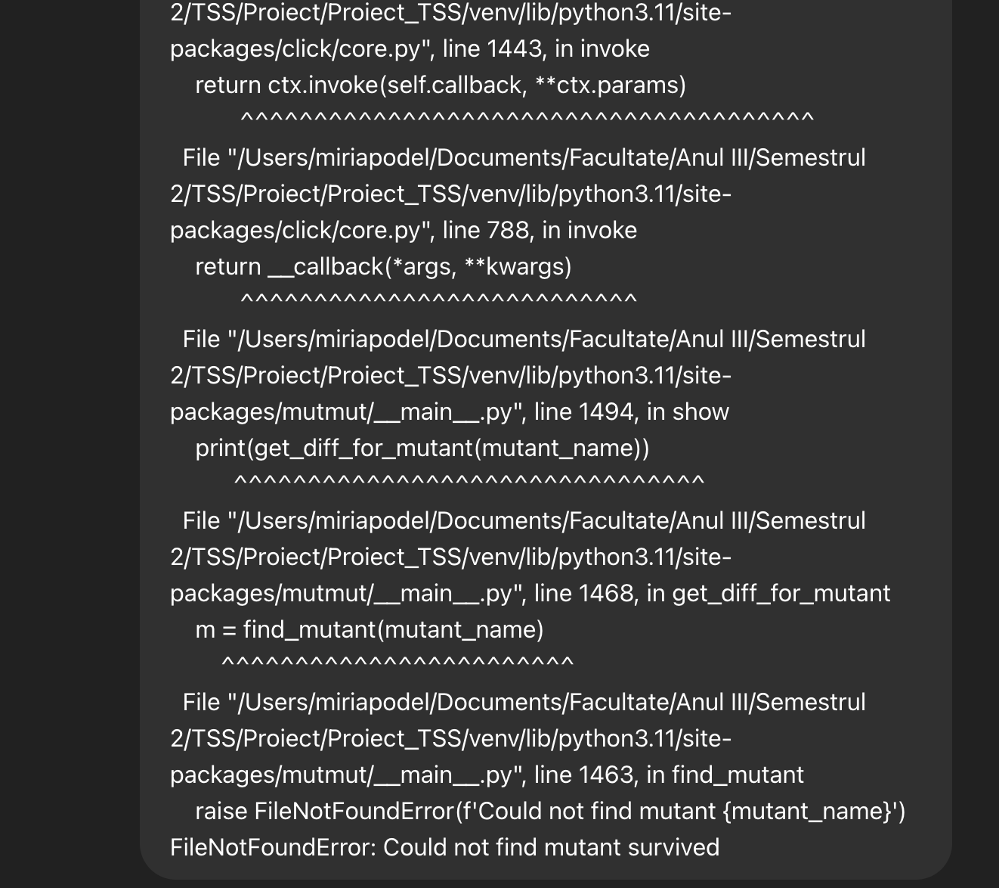 2/TSS/Proiect/Proiect_TSS/venv/lib/python3.11/site-
packages/click/core.py", line 1443, in invoke
return ctx.invoke(self.callback, **ctx.params)
^^^^^^^^^^^^^^^^^^^^^^^^^^^^^^^^^^^^^^^
File "/Users/miriapodel/Documents/Facultate/Anul III/Semestrul
2/TSS/Proiect/Proiect_TSS/venv/lib/python3.11/site-
packages/click/core.py", line 788, in invoke
return __callback(*args, **kwargs)
^^^^^^^^^^^^^^^^^^^^^^^^^^^
File "/Users/miriapodel/Documents/Facultate/Anul III/Semestrul
2/TSS/Proiect/Proiect_TSS/venv/lib/python3.11/site-
packages/mutmut/__main__.py", line 1494, in show
print(get_diff_for_mutant(mutant_name))
^^^^^^^^^^^^^^^^^^^^^^^^^^^^^^^^
File "/Users/miriapodel/Documents/Facultate/Anul III/Semestrul
2/TSS/Proiect/Proiect_TSS/venv/lib/python3.11/site-
packages/mutmut/__main__.py", line 1468, in get_diff_for_mutant
m = find_mutant(mutant_name)
^^^^^^^^^^^^^^^^^^^^^^^^
File "/Users/miriapodel/Documents/Facultate/Anul III/Semestrul
2/TSS/Proiect/Proiect_TSS/venv/lib/python3.11/site-
packages/mutmut/__main__.py", line 1463, in find_mutant
raise FileNotFoundError(f'Could not find mutant {mutant_name}')
FileNotFoundError: Could not find mutant survived